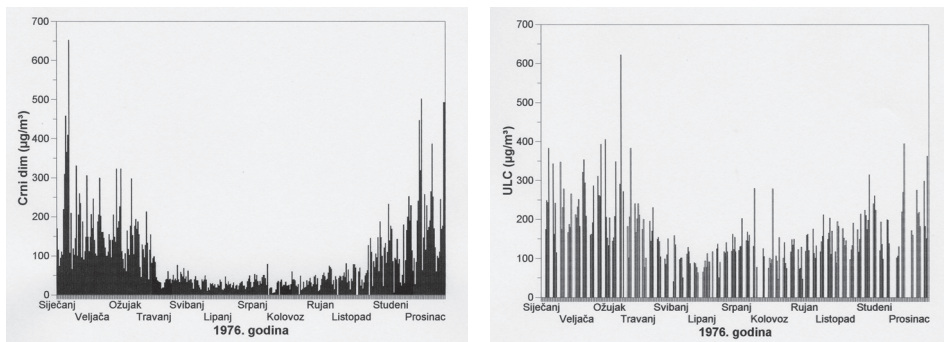 700
600
500
400
300
200
100
0
Crni dim (µg/m³)
Siječanj Ožujak Svibanj Srpanj Rujan Studeni
Veljača Travanj Lipanj Kolovoz Listopad Prosinac
1976. godina
700
600
500
400
300
200
100
0
ULC (µg/m³)
Siječanj Ožujak Svibanj Srpanj Rujan Studeni
Veljača Travanj Lipanj Kolovoz Listopad Prosinac
1976. godina